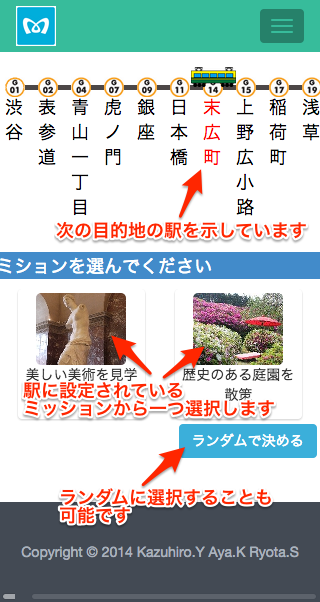 G 01 G 02 G 04 G 07 G 09 G 11 G 14 G 15 G 17 G 19
渋谷
表参道
青山一丁目
虎ノ門
銀座
日本橋
末広町
上野広小路
稲荷町
浅草
次の目的地の駅を示しています
ミションを選んでください
美しい美術を見学
歴史のある庭園を
散策
駅に設定されている
ミッションから一つ選択します
ランダムで決める
ランダムに選択することも
可能です
Copyright © 2014 Kazuhiro.Y Aya.K Ryota.S